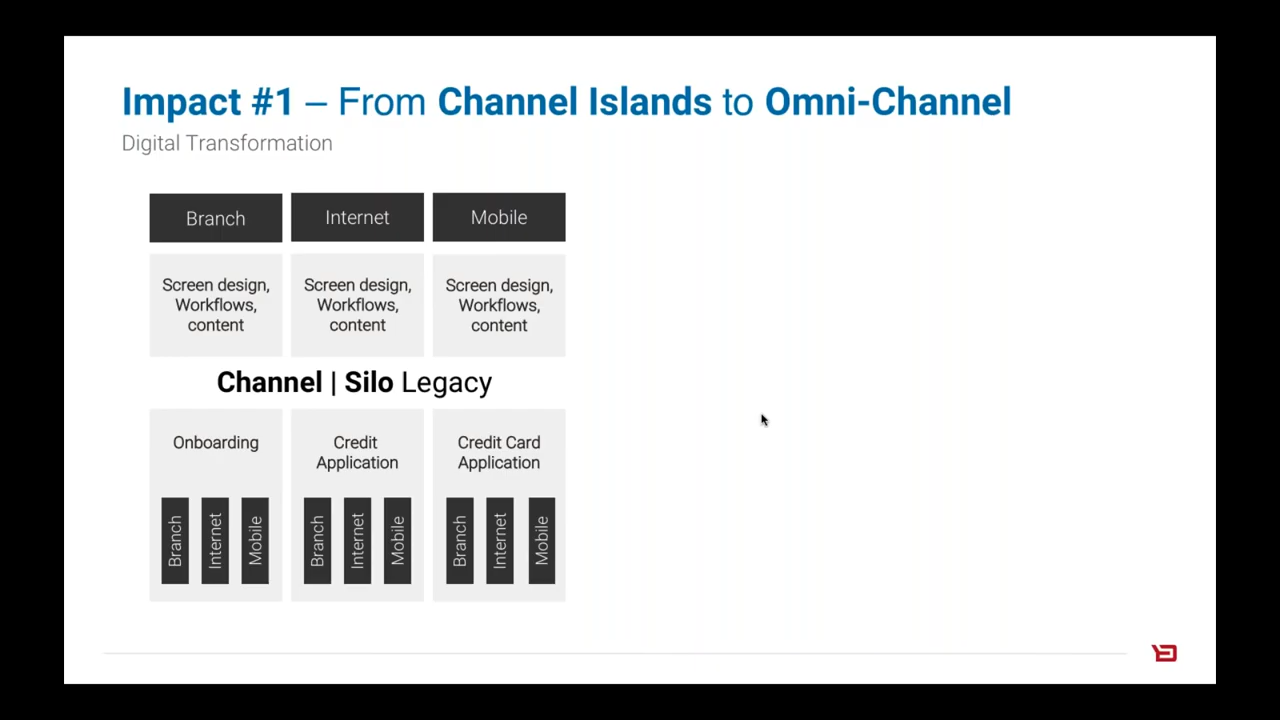 Impact #1 – From Channel Islands to Omni-Channel
Digital Transformation
Branch
Internet
Mobile
Screen design,
Workflows,
content
Screen design,
Workflows,
content
Screen design,
Workflows,
content
Channel | Silo Legacy
Onboarding
Branch
Internet
Mobile
Credit
Application
Branch
Internet
Mobile
Credit Card
Application
Branch
Internet
Mobile